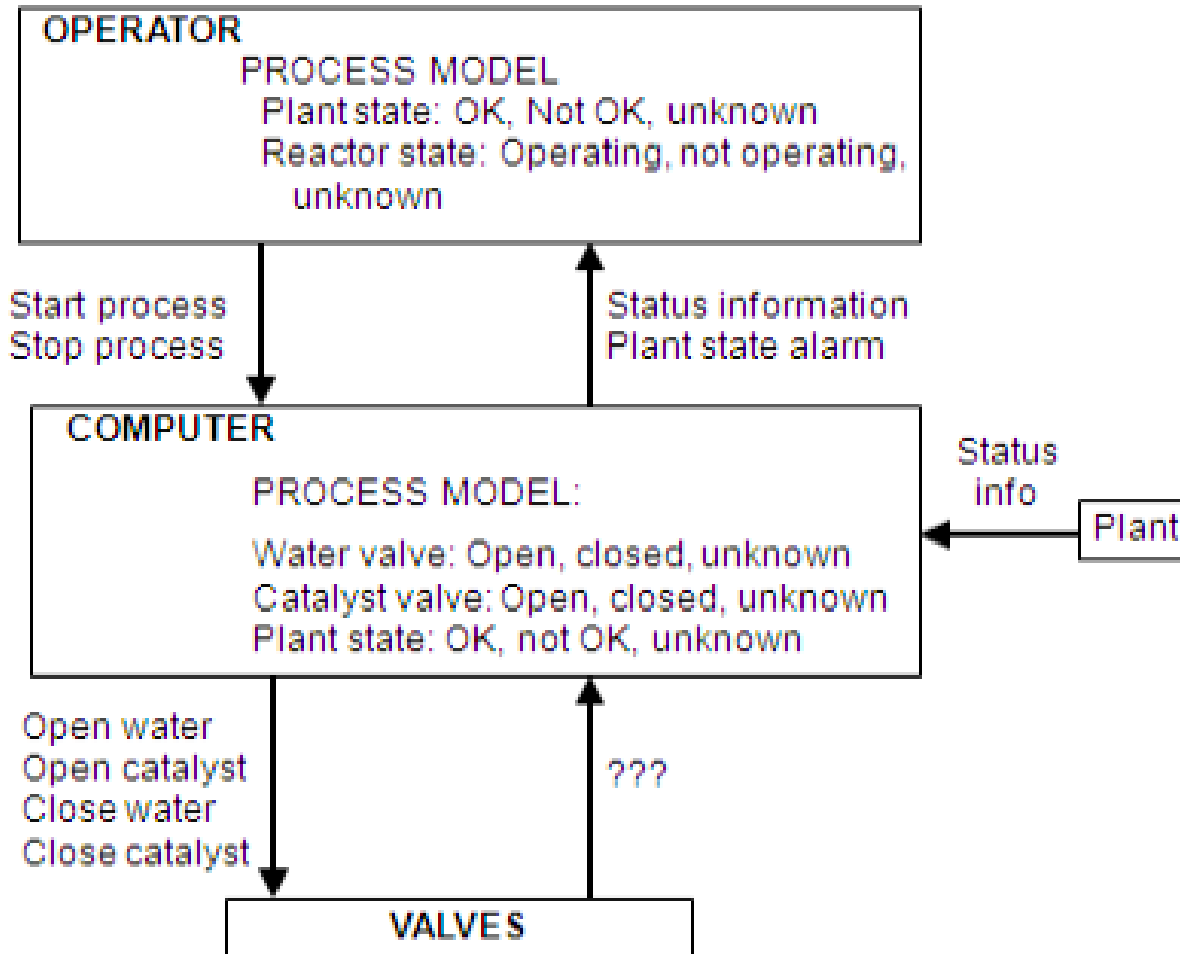 OPERATOR
PROCESS MODEL
Plant state: OK, Not OK, unknown
Reactor state: Operating, not operating,
unknown
Start process
Stop process
Status information
Plant state alarm
COMPUTER
PROCESS MODEL:
Water valve: Open, closed, unknown
Catalyst valve: Open, closed, unknown
Plant state: OK, not OK, unknown
Status
info
Plant
Open water
Open catalyst
Close water
Close catalyst
???
VALVES